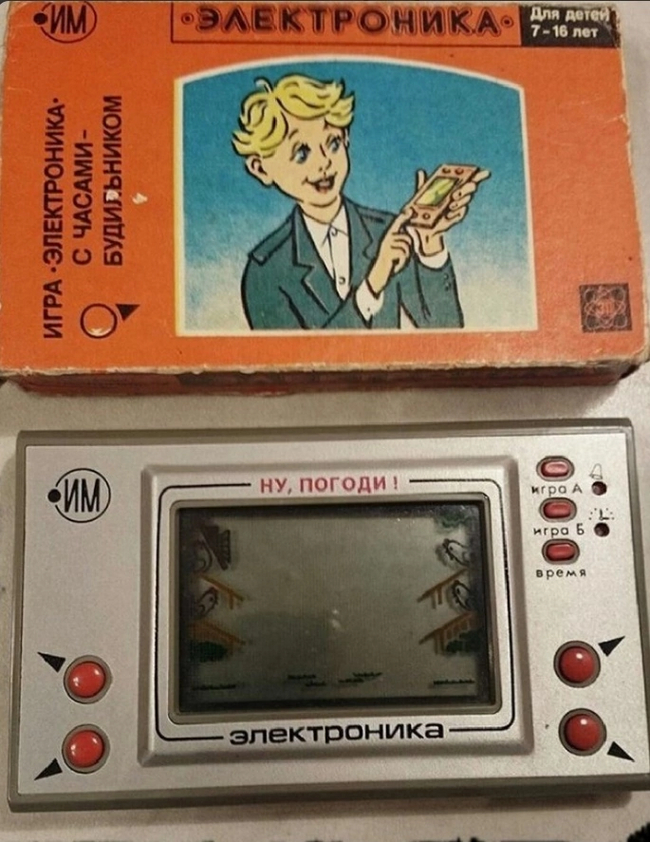 ИМ
·ЭЛЕКТРОНИКА·
Для детей
7-16 лет
ИГРА ·ЭЛЕКТРОНИКА·
С ЧАСАМИ-
БУДИЛЬНИКОМ
ИМ
НУ, ПОГОДИ!
игра А
игра Б
время
электроника